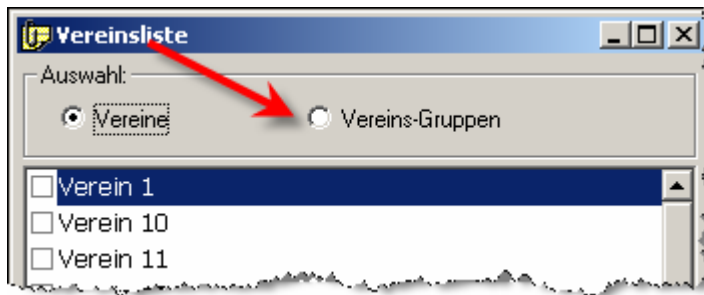 Vereinsliste
Auswahl:
Vereine Vereins-Gruppen
Verein 1
Verein 10
Verein 11